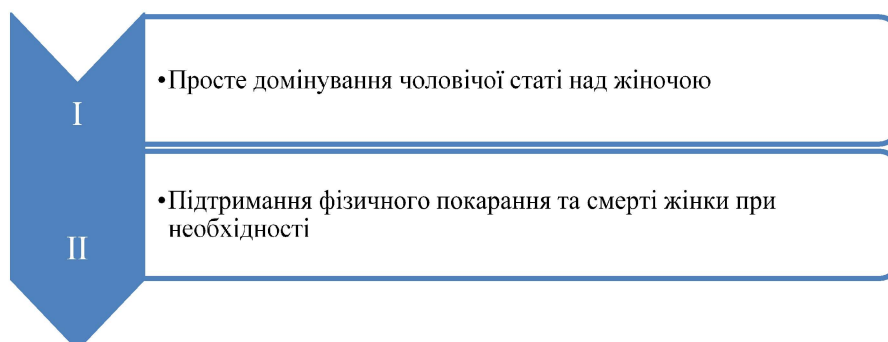 •Просте домінування чоловічої статі над жіночою
I
•Підтримання фізичного покарання та смерті жінки при
необхідності
II